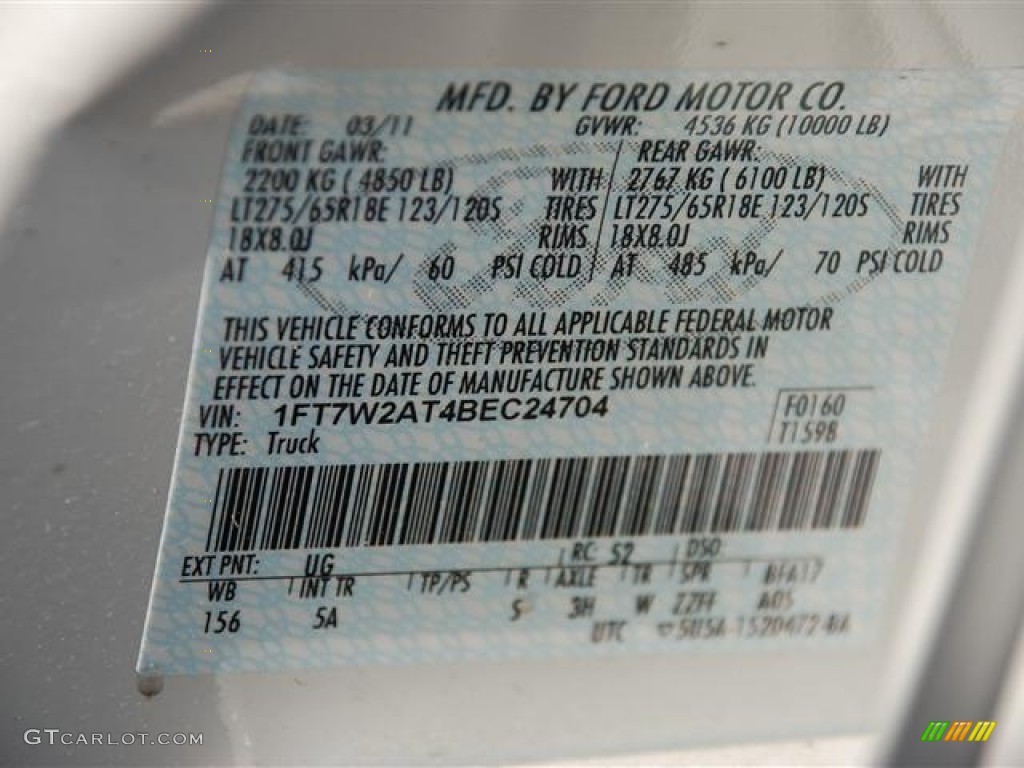 MFD. BY FORD MOTOR CO.
DATE: 03/11 GVWR: 4536 KG (10000 LB)
FRONT GAWR: REAR GAWR:
2200 KG ( 4850 LB) WITH 2767 KG ( 6100 LB) WITH
LT275/65R18E 123/120S TIRES LT275/65R18E 123/120S TIRES
18X8.0J RIMS 18X8.0J RIMS
AT 415 kPa/ 60 PSI COLD AT 485 kPa/ 70 PSI COLD
THIS VEHICLE CONFORMS TO ALL APPLICABLE FEDERAL MOTOR
VEHICLE SAFETY AND THEFT PREVENTION STANDARDS IN
EFFECT ON THE DATE OF MANUFACTURE SHOWN ABOVE.
VIN: 1FT7W2AT4BEC24704 F0160
TYPE: Truck T1598
EXT PNT: UG RC 52 DSO
WB INT TR TP/PS R AXLE TR SPR
156 5A S 3H W ZZFF A05
UTC
GTCARLOT.COM